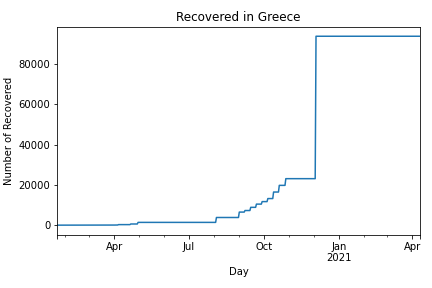 Recovered in Greece
Number of Recovered
80000
60000
40000
20000
0
Apr
Jul
Oct
Jan
2021
Apr
Day